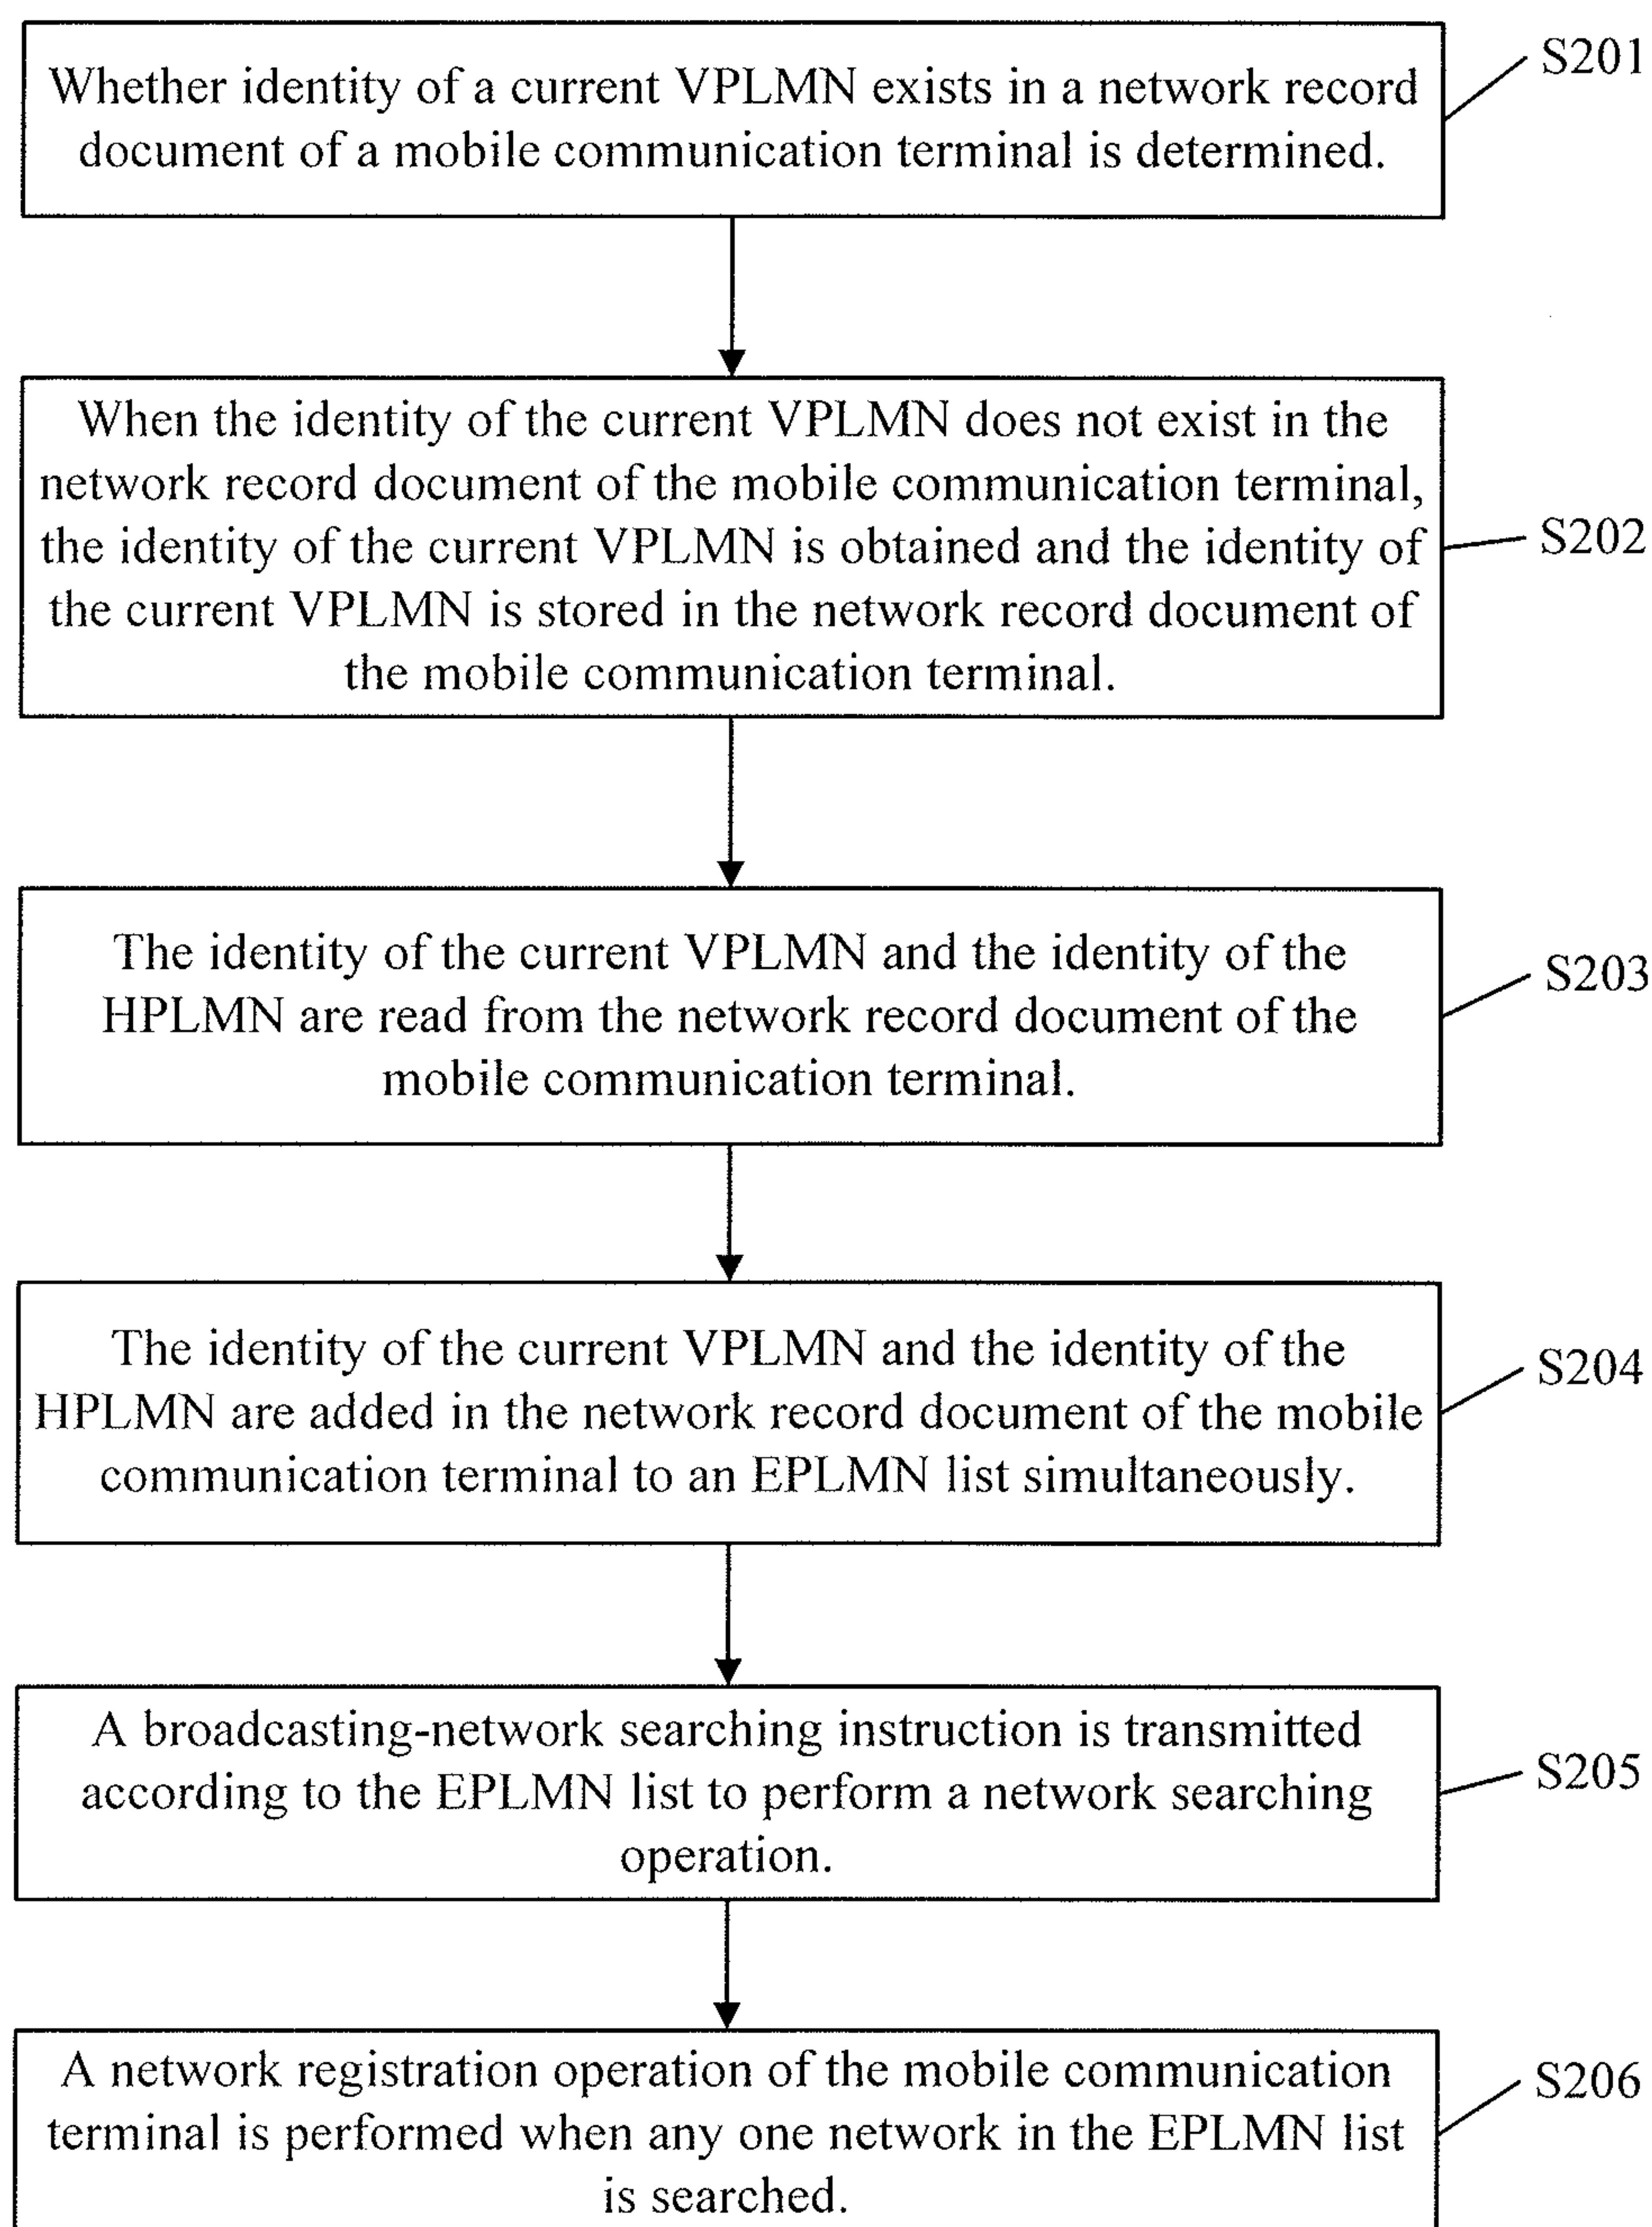 Whether identity of a current VPLMN exists in a network record
document of a mobile communication terminal is determined.
S201
When the identity of the current VPLMN does not exist in the
network record document of the mobile communication terminal,
the identity of the current VPLMN is obtained and the identity of
the current VPLMN is stored in the network record document of
the mobile communication terminal.
S202
The identity of the current VPLMN and the identity of the
HPLMN are read from the network record document of the
mobile communication terminal.
S203
The identity of the current VPLMN and the identity of the
HPLMN are added in the network record document of the mobile
communication terminal to an EPLMN list simultaneously.
S204
A broadcasting-network searching instruction is transmitted
according to the EPLMN list to perform a network searching
operation.
S205
A network registration operation of the mobile communication
terminal is performed when any one network in the EPLMN list
is searched.
S206